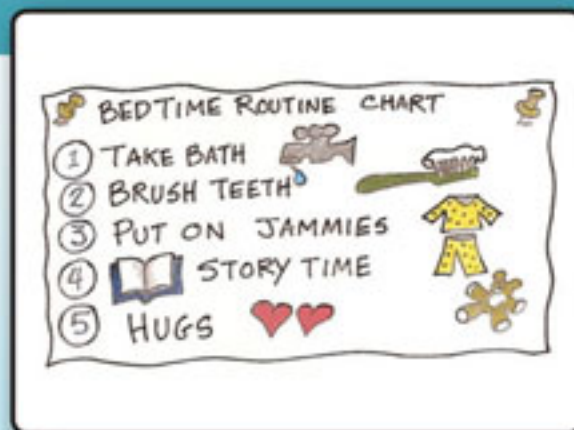 BEDTIME ROUTINE CHART
1 TAKE BATH
2 BRUSH TEETH
3 PUT ON JAMMIES
4 STORY TIME
5 HUGS